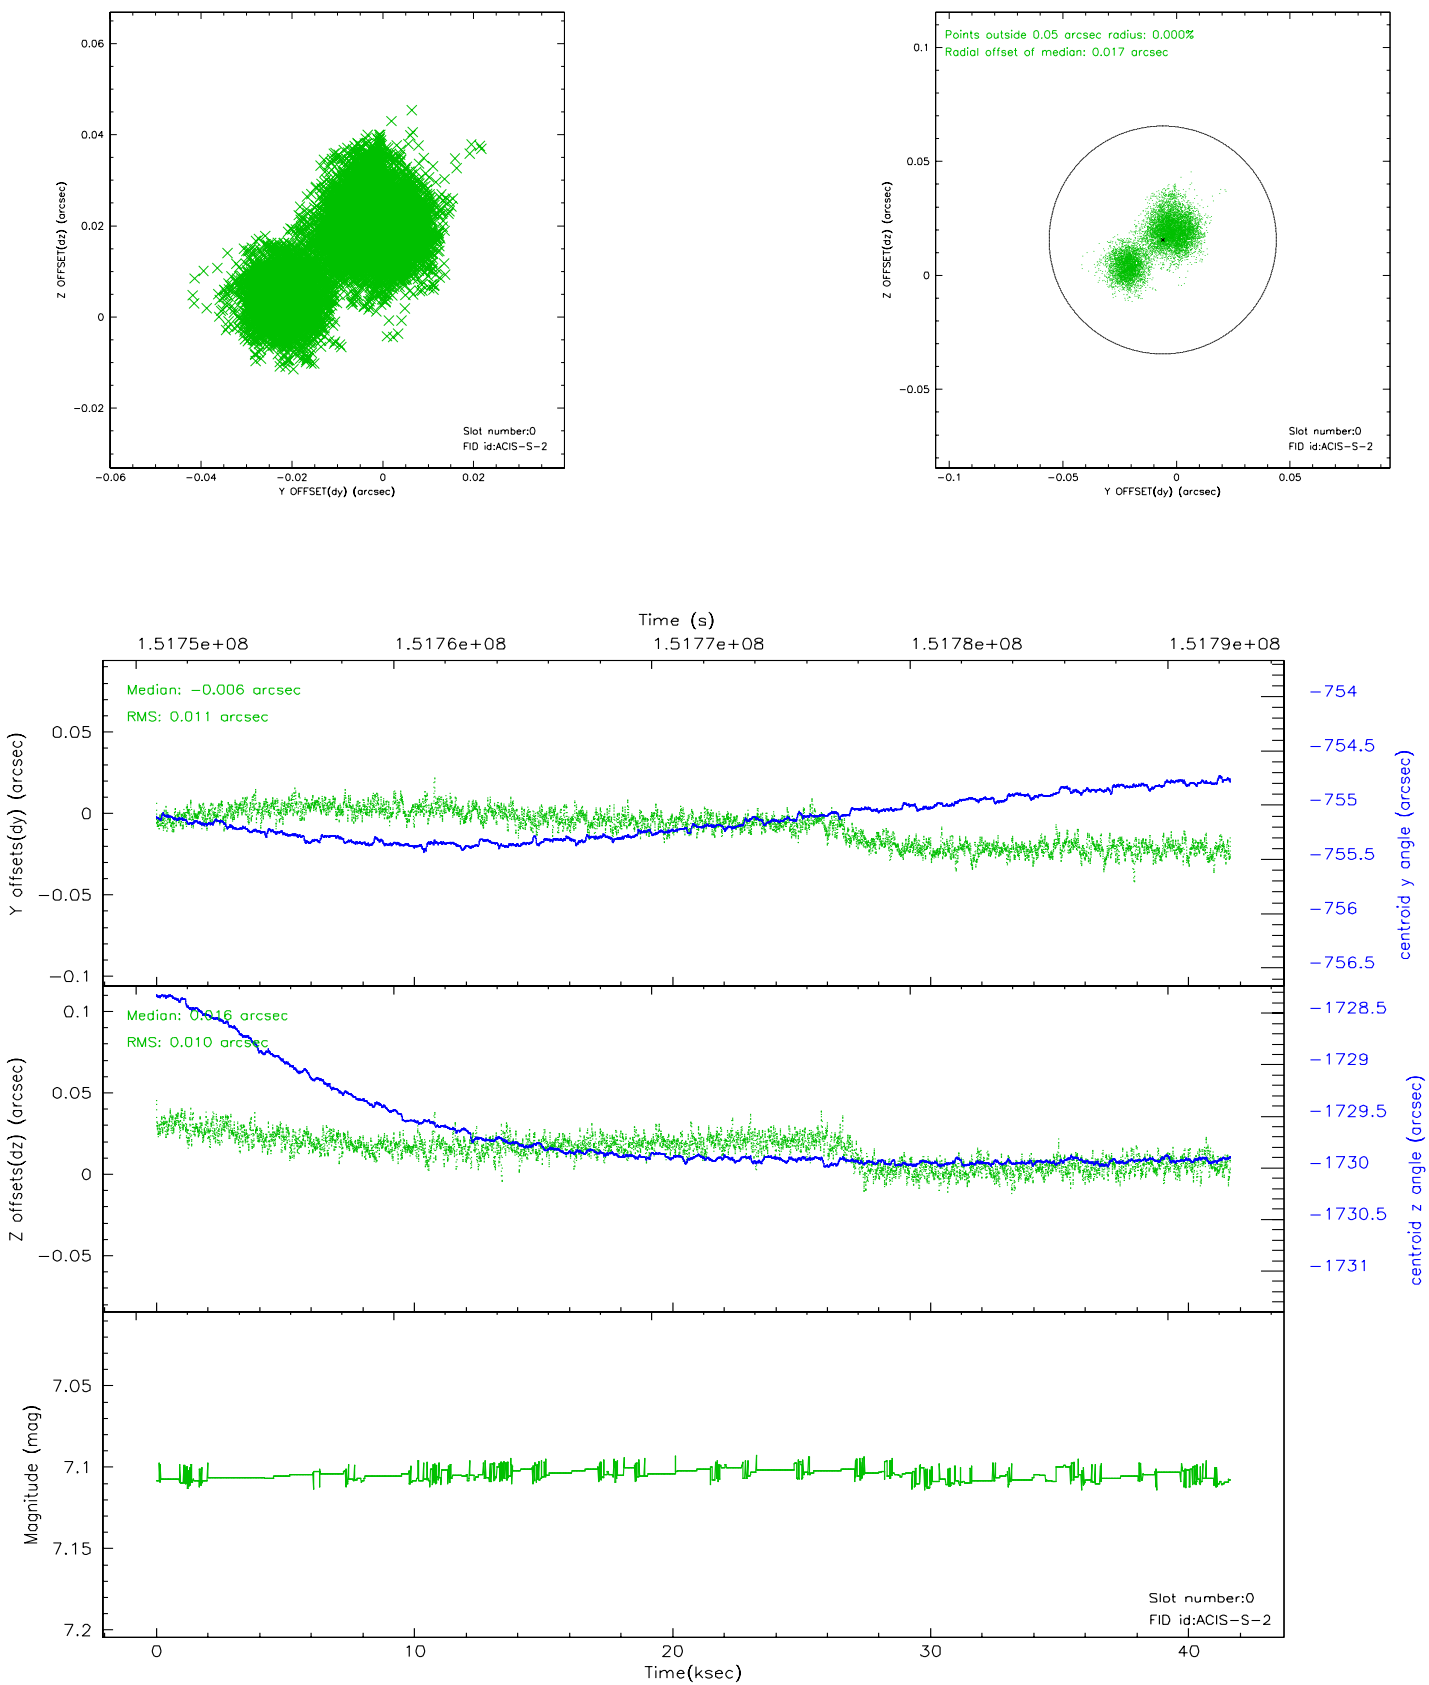 0.06
0.04
0.02
0
−0.02
Z OFFSET(dz) (arcsec)
Slot number:0
FID id:ACIS−S−2
−0.06 −0.04 −0.02 0 0.02
Y OFFSET(dy) (arcsec)
Points outside 0.05 arcsec radius: 0.000%
Radial offset of median: 0.017 arcsec
0.1
0.05
0
−0.05
Z OFFSET(dz) (arcsec)
Slot number:0
FID id:ACIS−S−2
−0.1 −0.05 0 0.05
Y OFFSET(dy) (arcsec)
Time (s)
1.5175e+08 1.5176e+08 1.5177e+08 1.5178e+08 1.5179e+08
Median: −0.006 arcsec
RMS: 0.011 arcsec
0.05
0
−0.05
−0.1
Y offsets(dy) (arcsec)
−754
−754.5
−755
−755.5
−756
−756.5
centroid y angle (arcsec)
Median: 0.016 arcsec
RMS: 0.010 arcsec
0.1
0.05
0
−0.05
Z offsets(dz) (arcsec)
−1728.5
−1729
−1729.5
−1730
−1730.5
−1731
centroid z angle (arcsec)
7.05
7.1
7.15
7.2
Magnitude (mag)
Slot number:0
FID id:ACIS−S−2
0 10 20 30 40
Time(ksec)